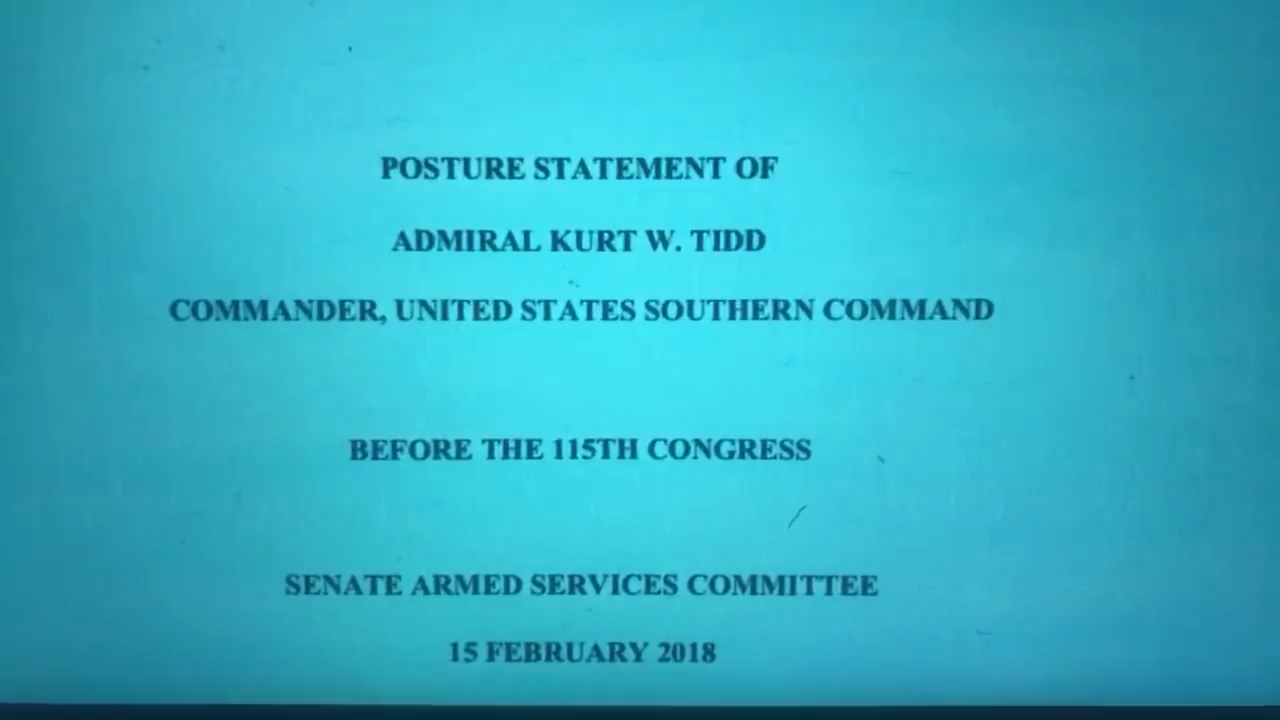 POSTURE STATEMENT OF
ADMIRAL KURT W. TIDD
COMMANDER, UNITED STATES SOUTHERN COMMAND
BEFORE THE 115TH CONGRESS
SENATE ARMED SERVICES COMMITTEE
15 FEBRUARY 2018